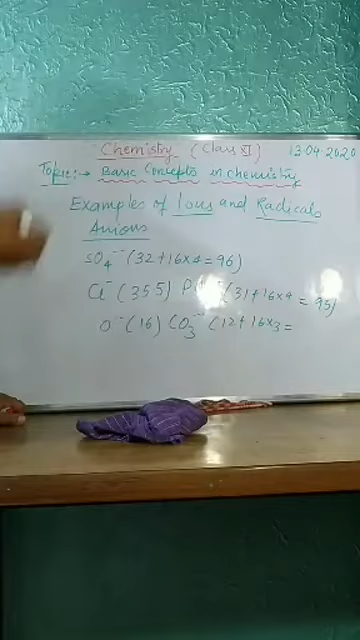 Chemistry (Class XI) 13.04.2020
Topic:→ Basic Concepts in Chemistry
Examples of Ions and Radicals
Anions
SO4-- (32+16x4=96)
Cl- (35.5) (31+16x4=95)
O-- (16) CO3-- (12+16x3=